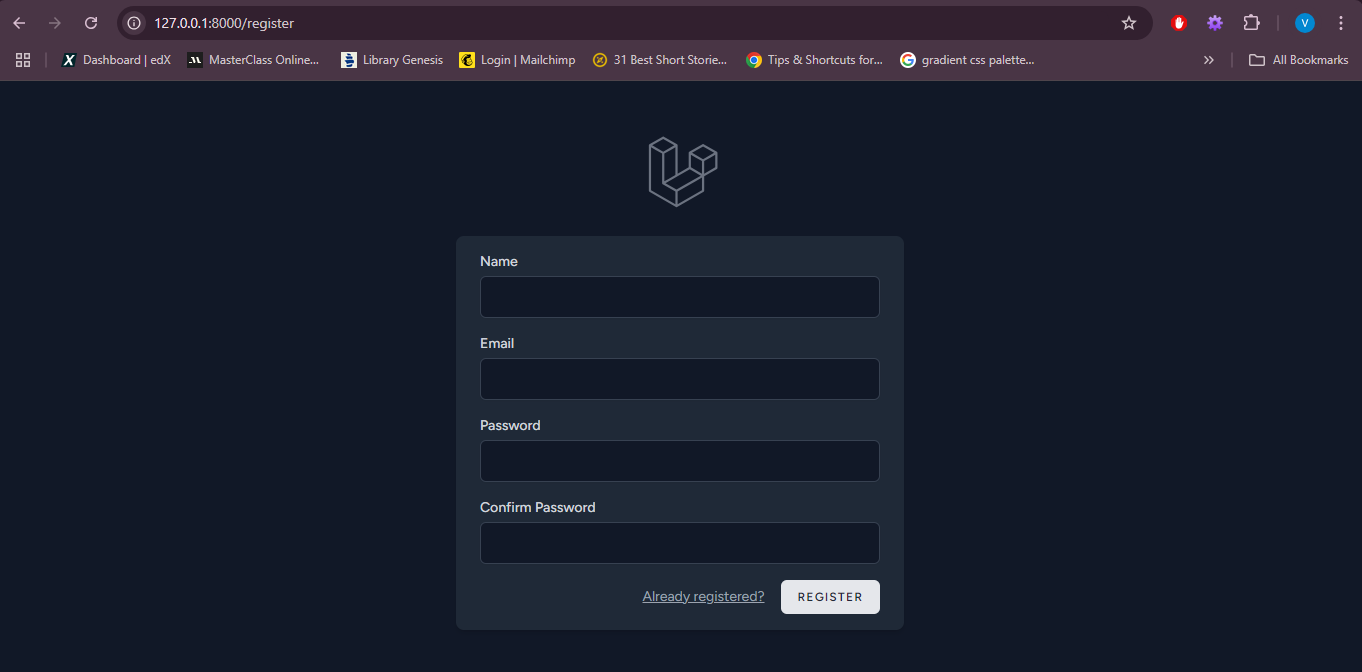 127.0.0.1:8000/register
V
Dashboard | edX MasterClass Online... Library Genesis Login | Mailchimp 31 Best Short Storie... Tips & Shortcuts for... gradient css palette... » All Bookmarks
Name
Email
Password
Confirm Password
Already registered? REGISTER